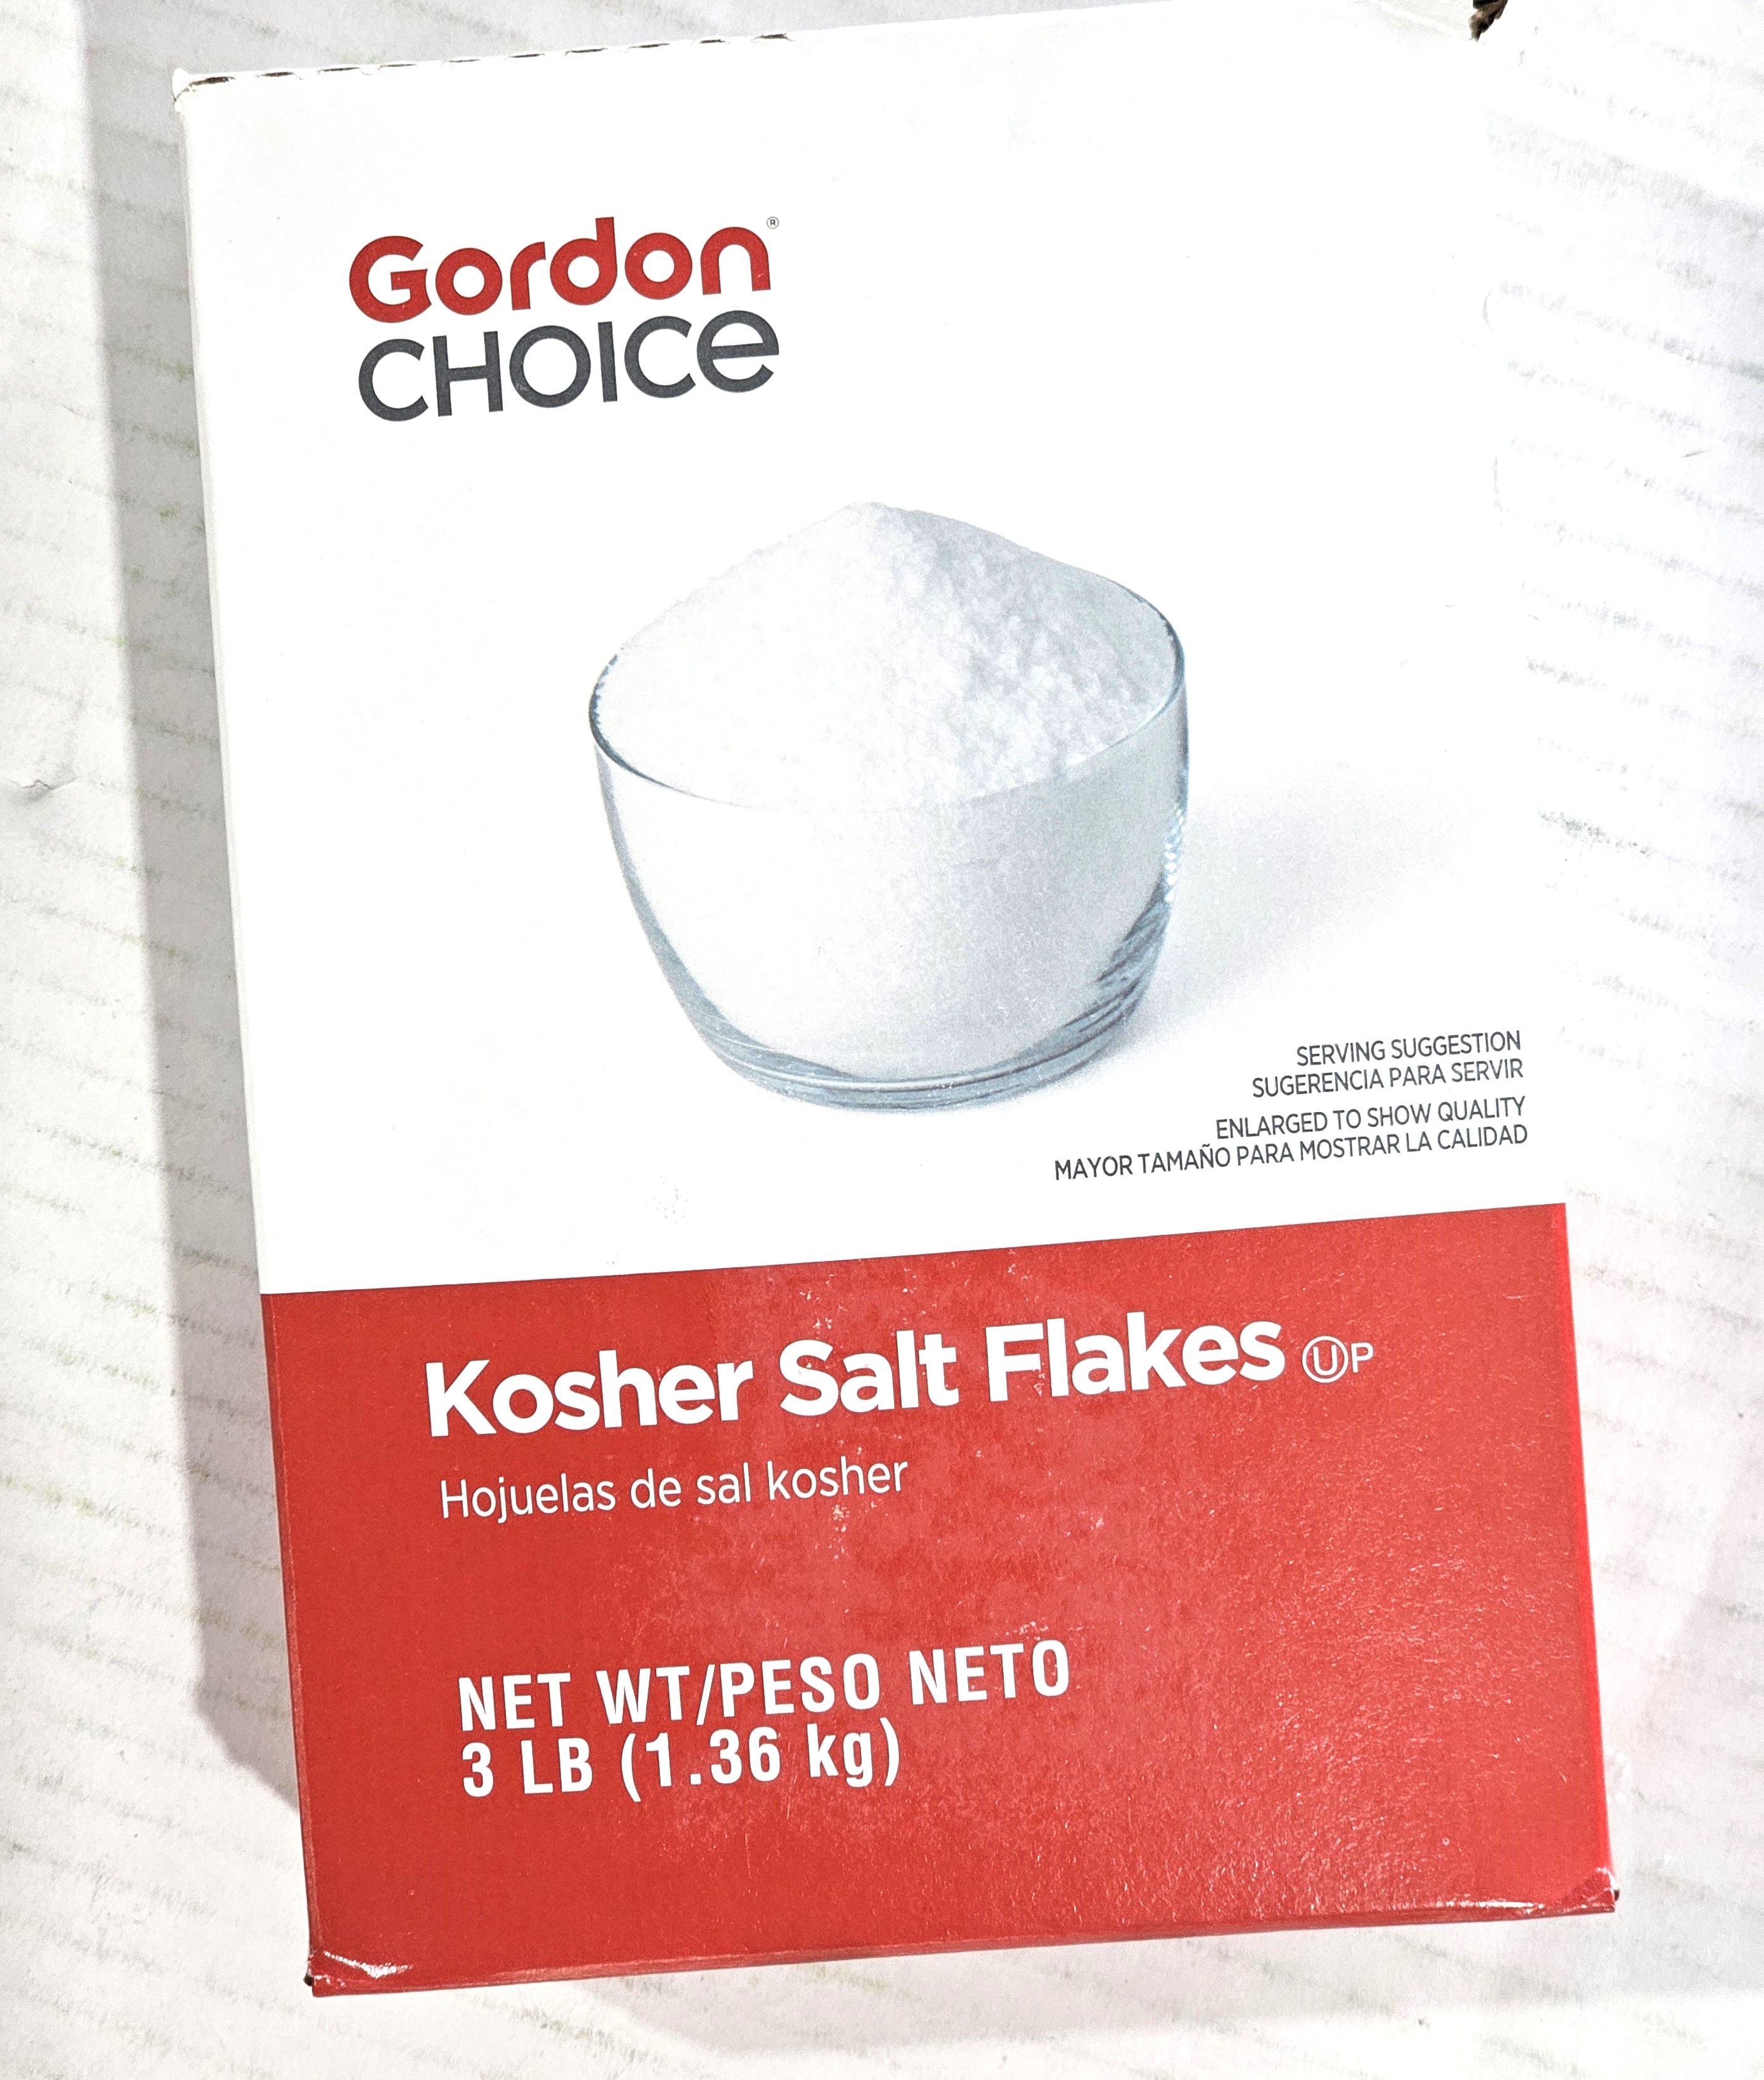 Gordon®
CHOICe
SERVING SUGGESTION
SUGERENCIA PARA SERVIR
ENLARGED TO SHOW QUALITY
MAYOR TAMAÑO PARA MOSTRAR LA CALIDAD
Kosher Salt Flakes ⓊP
Hojuelas de sal kosher
NET WT/PESO NETO
3 LB (1.36 kg)